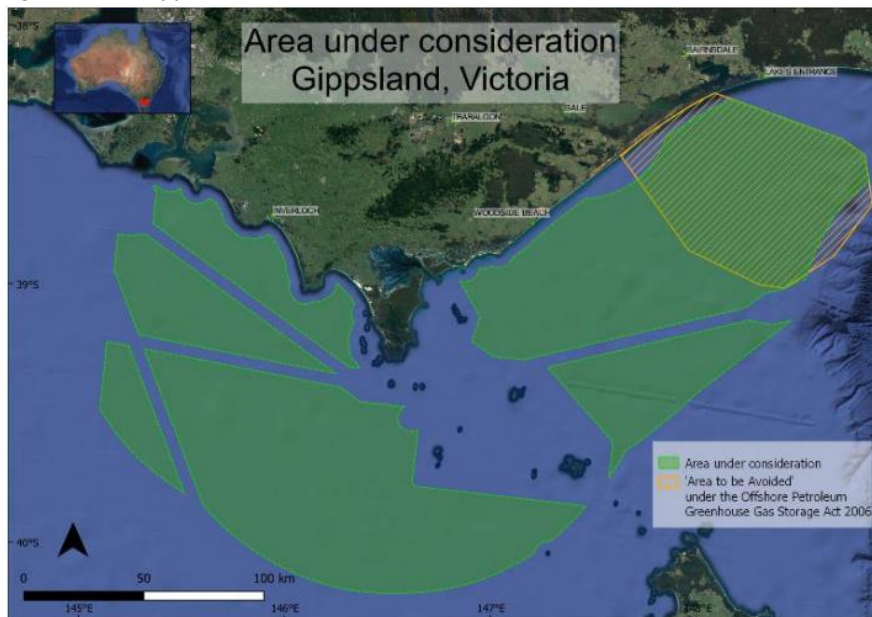 Area under consideration
Gippsland, Victoria
38°S
BAIRNSDALE
LAKES ENTRANCE
SALE
TRARALGON
INVERLOCH
WOODSIDE BEACH
39°S
Area under consideration
'Area to be Avoided'
under the Offshore Petroleum
Greenhouse Gas Storage Act 2006
40°S
0 50 100 km
145°E 146°E 147°E 148°E